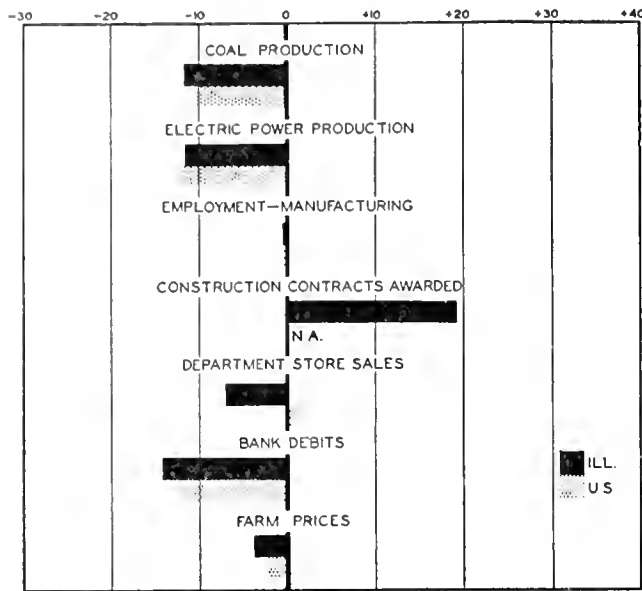 -30 -20 -10 0 +10 +20 +30 +40
COAL PRODUCTION
ELECTRIC POWER PRODUCTION
EMPLOYMENT-MANUFACTURING
CONSTRUCTION CONTRACTS AWARDED
N.A.
DEPARTMENT STORE SALES
BANK DEBITS
ILL.
U S
FARM PRICES